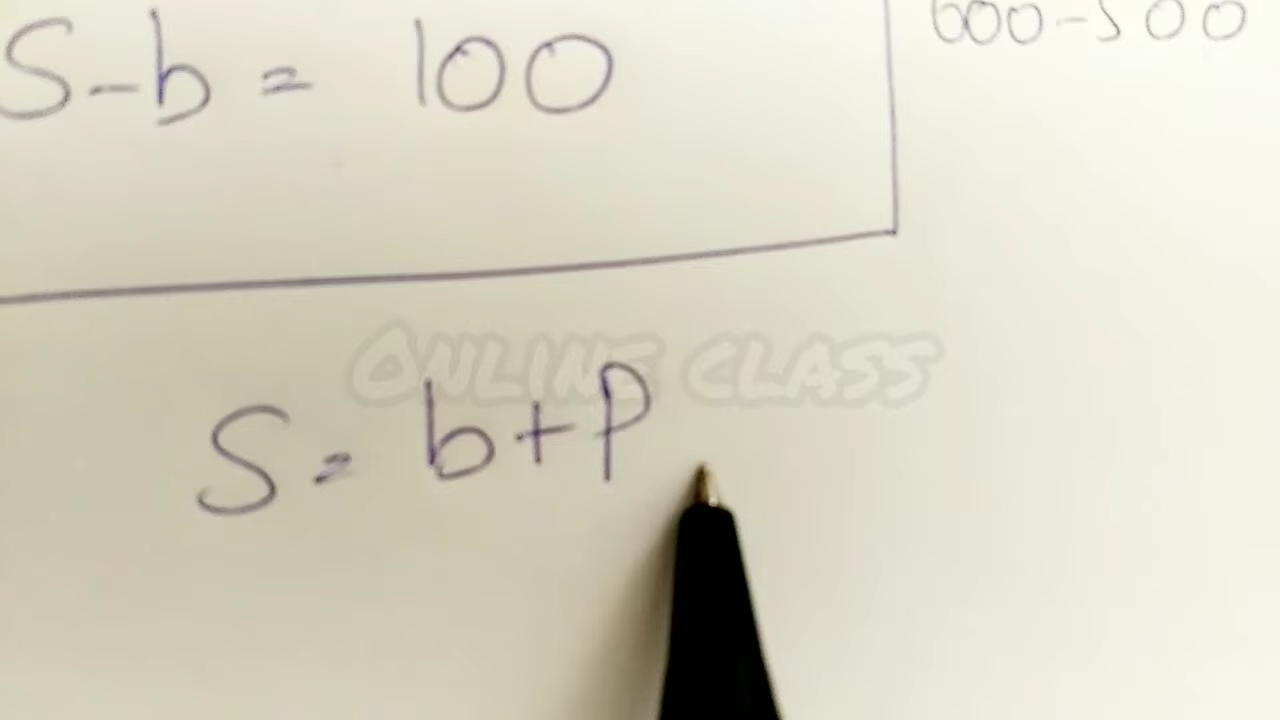 S-b = 100
600-500
ONLINE CLASS
S = b+P